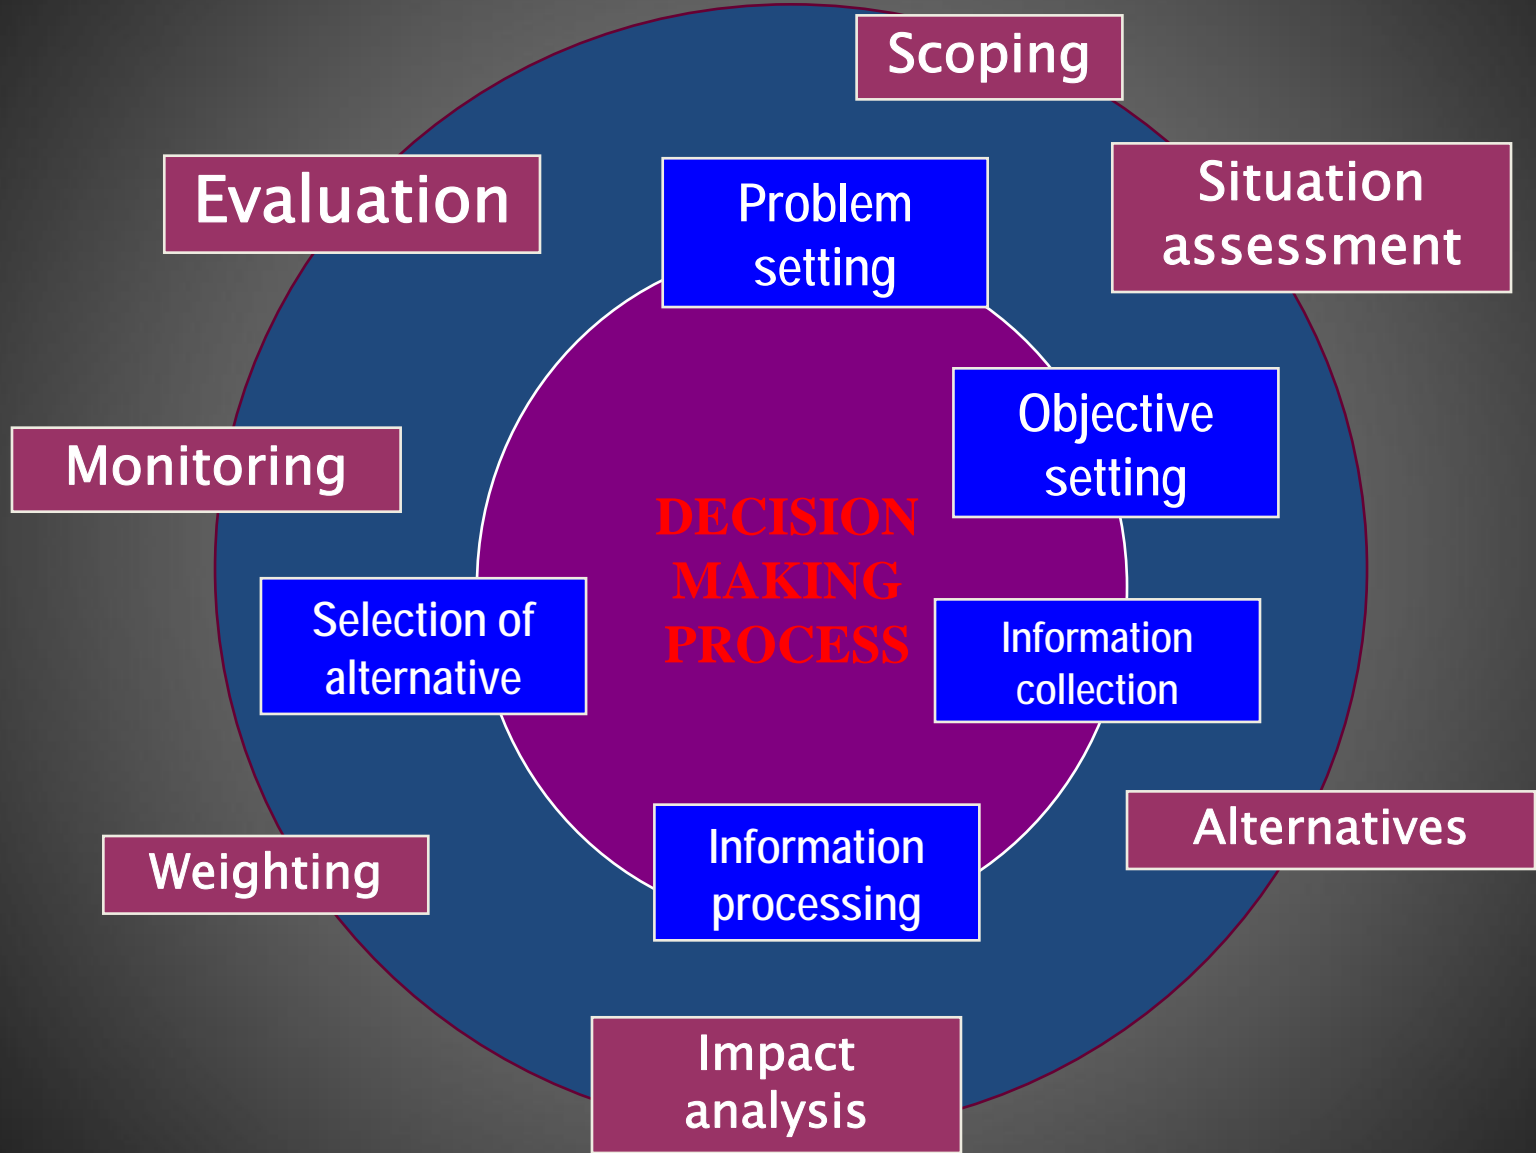 Scoping
Evaluation
Problem
setting
Situation
assessment
Objective
setting
Monitoring
DECISION
MAKING
PROCESS
Selection of
alternative
Information
collection
Alternatives
Weighting
Information
processing
Impact
analysis